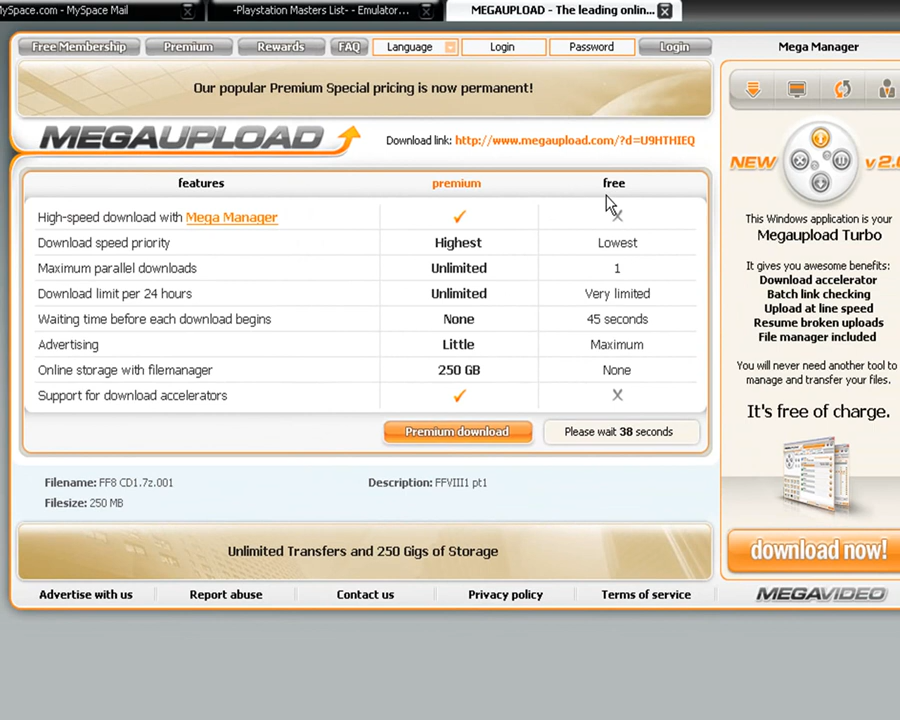 MySpace.com - MySpace Mail
-Playstation Masters List- - Emulator...
MEGAUPLOAD - The leading onlin...
Free Membership
Premium
Rewards
FAQ
Language
Login
Password
Login
Mega Manager
Our popular Premium Special pricing is now permanent!
MEGAUPLOAD
Download link: http://www.megaupload.com/?d=U9HTHIEQ
features premium free
High-speed download with Mega Manager
Download speed priority Highest Lowest
Maximum parallel downloads Unlimited 1
Download limit per 24 hours Unlimited Very limited
Waiting time before each download begins None 45 seconds
Advertising Little Maximum
Online storage with filemanager 250 GB None
Support for download accelerators
Premium download
Please wait 38 seconds
Filename: FF8 CD1.7z.001
Description: FFVIII1 pt1
Filesize: 250 MB
Unlimited Transfers and 250 Gigs of Storage
Advertise with us
Report abuse
Contact us
Privacy policy
Terms of service
NEW
v 2.0
This Windows application is your
Megaupload Turbo
It gives you awesome benefits:
Download accelerator
Batch link checking
Upload at line speed
Resume broken uploads
File manager included
You will never need another tool to
manage and transfer your files.
It's free of charge.
download now!
MEGAVIDEO